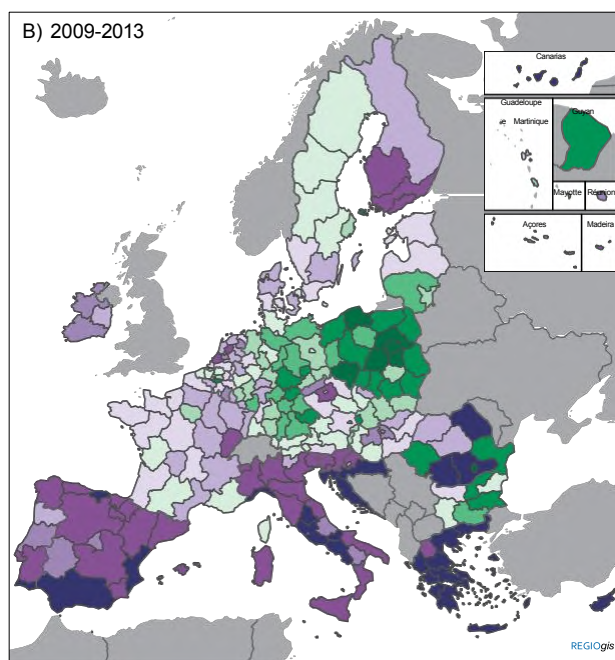 B) 2009-2013
Canarias
Guadeloupe
Martinique
Guyan
Mayotte
Réunion
Açores
Madeira
REGIOgis